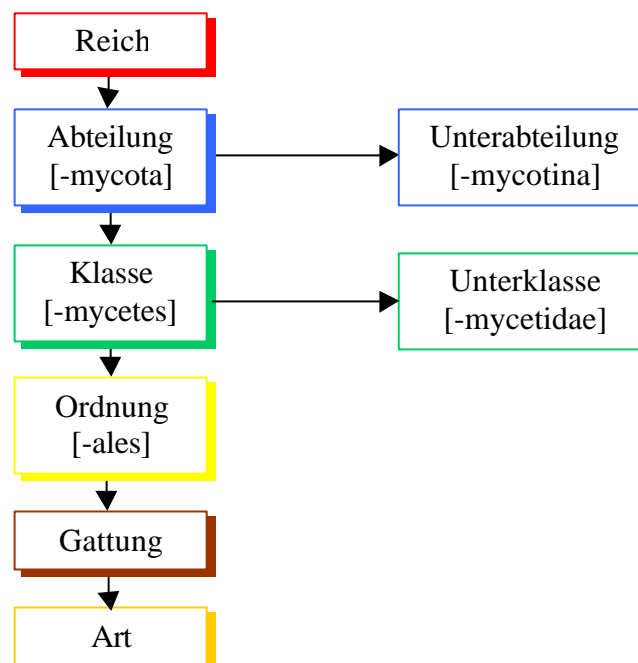 Reich
Abteilung
[-mycota]
Unterabteilung
[-mycotina]
Klasse
[-mycetes]
Unterklasse
[-mycetidae]
Ordnung
[-ales]
Gattung
Art